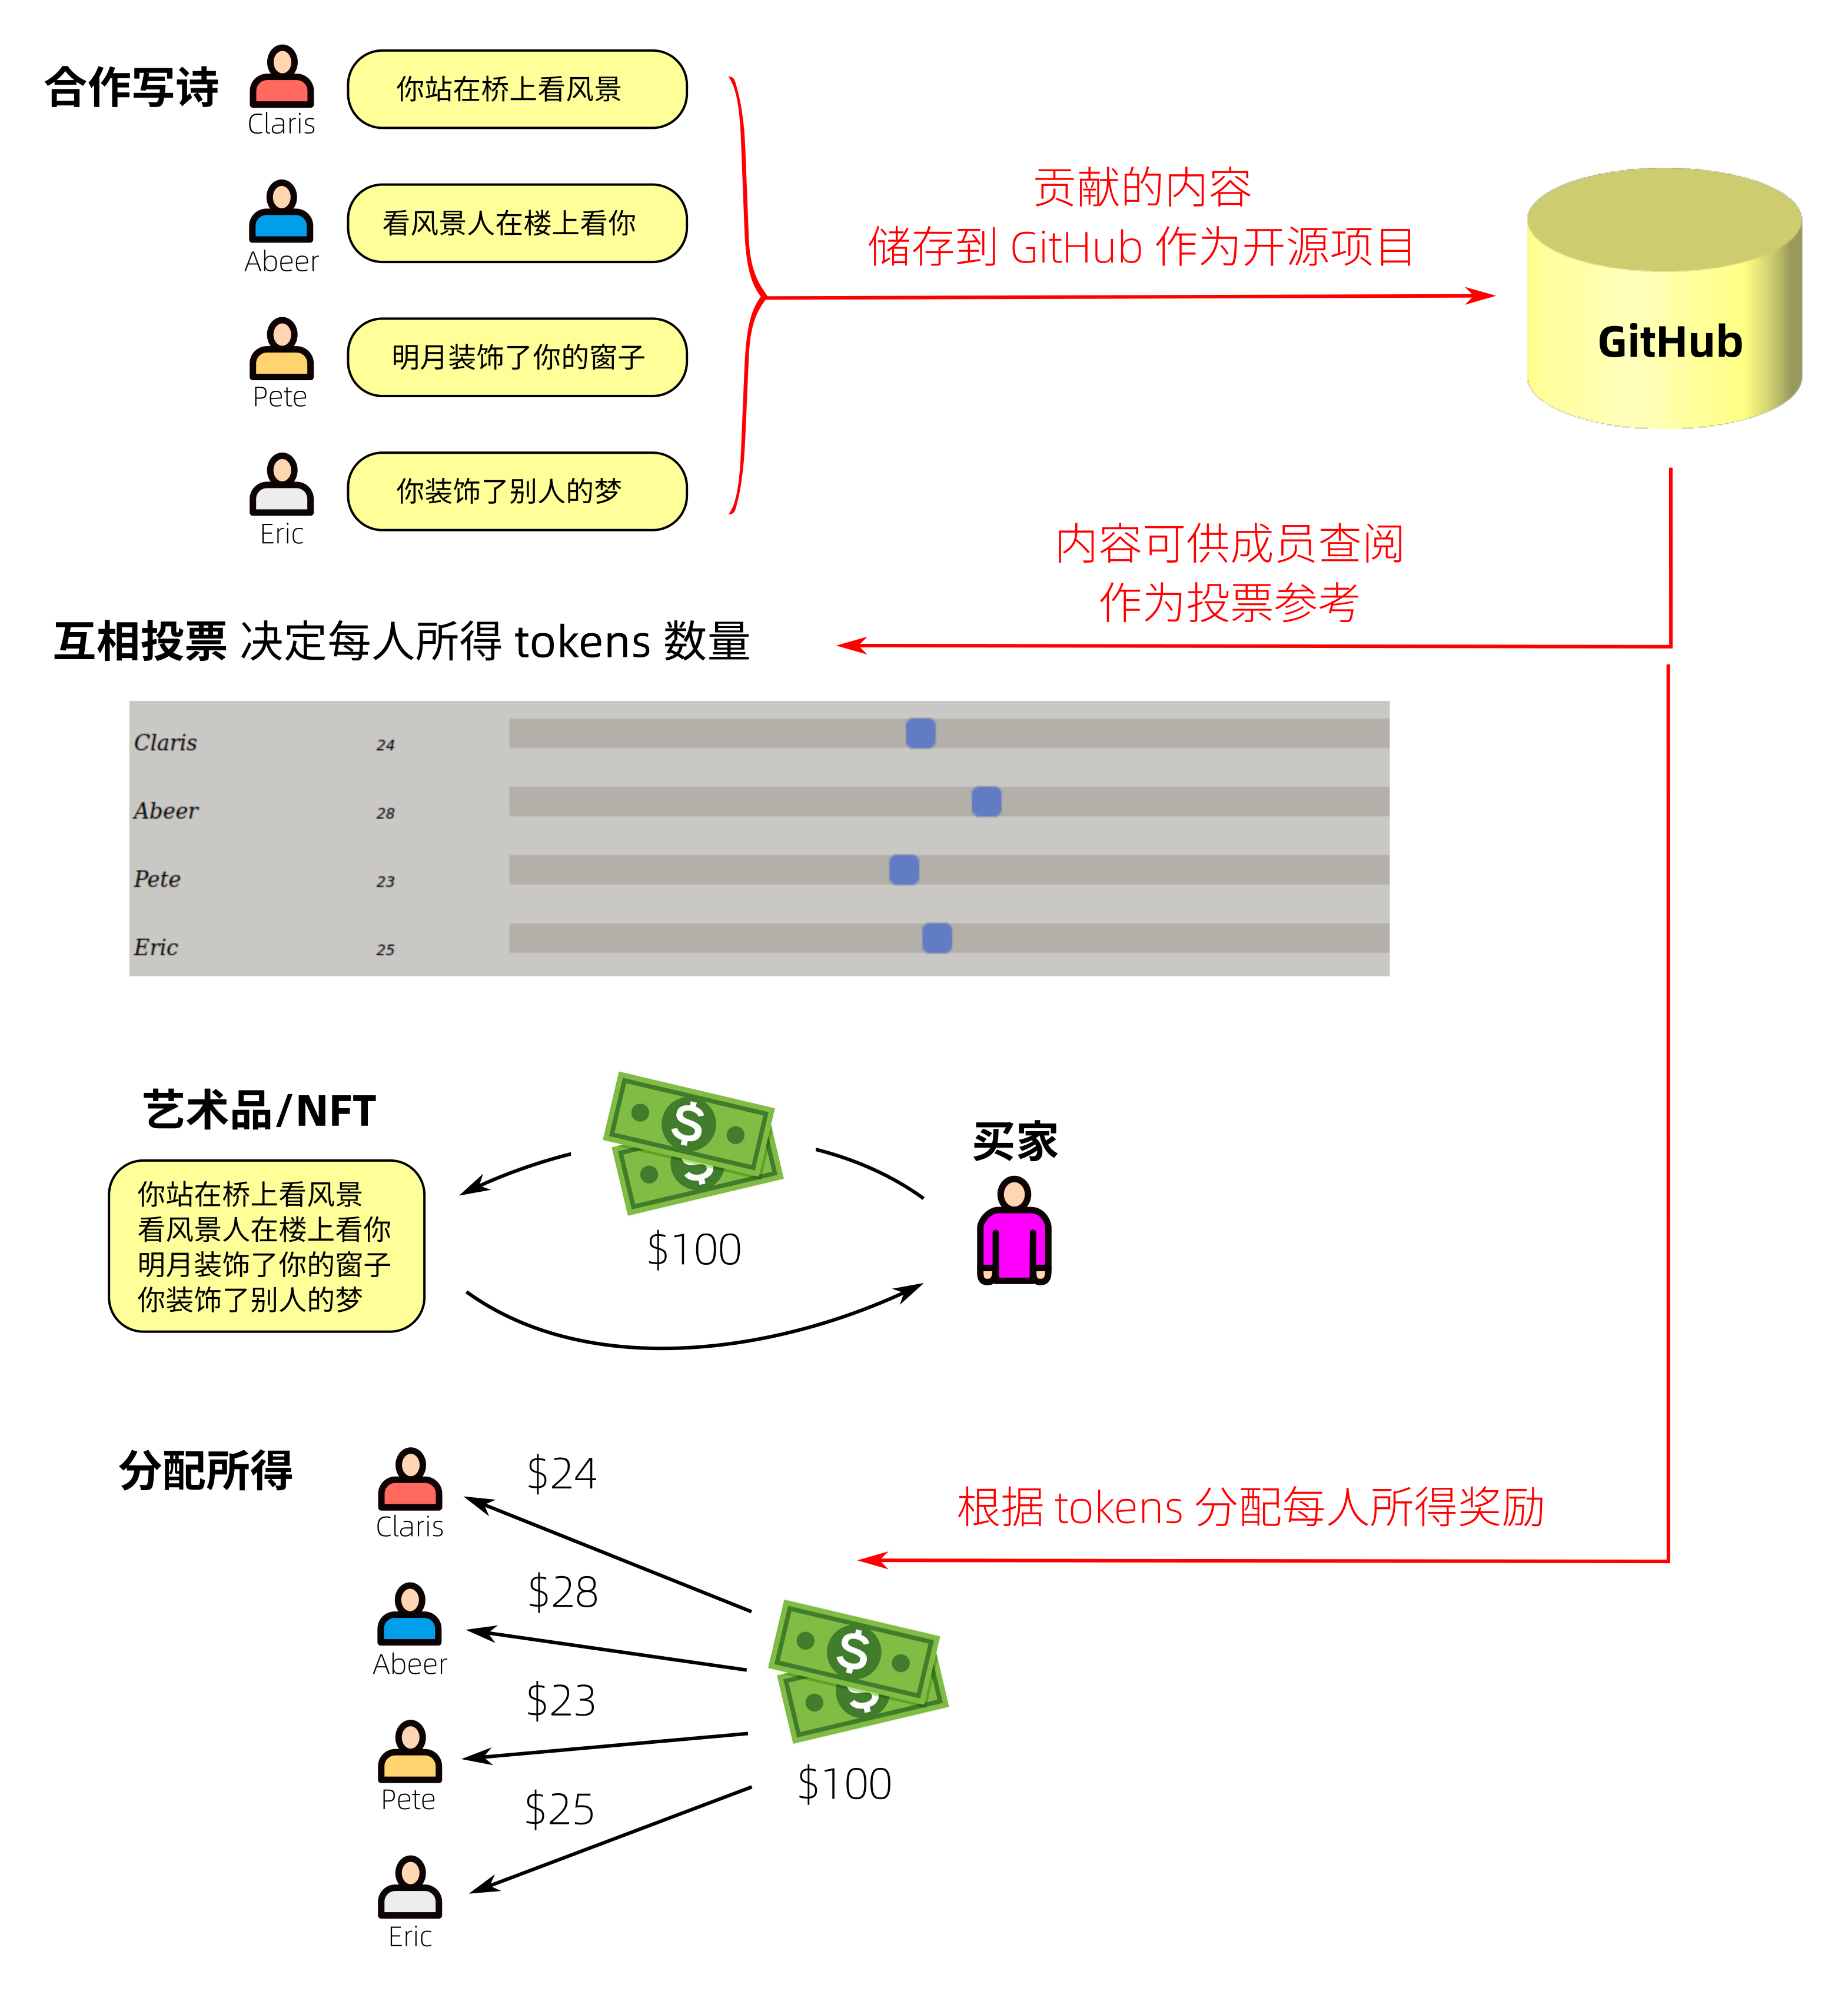 合作写诗
Claris
你站在桥上看风景
Abeer
看风景人在楼上看你
Pete
明月装饰了你的窗子
Eric
你装饰了别人的梦
贡献的内容
储存到 GitHub 作为开源项目
GitHub
内容可供成员查阅
作为投票参考
互相投票 决定每人所得 tokens 数量
Claris 24
Abeer 28
Pete 23
Eric 25
艺术品/NFT
你站在桥上看风景
看风景人在楼上看你
明月装饰了你的窗子
你装饰了别人的梦
$100
买家
分配所得
Claris
$24
Abeer
$28
Pete
$23
Eric
$25
$100
根据 tokens 分配每人所得奖励